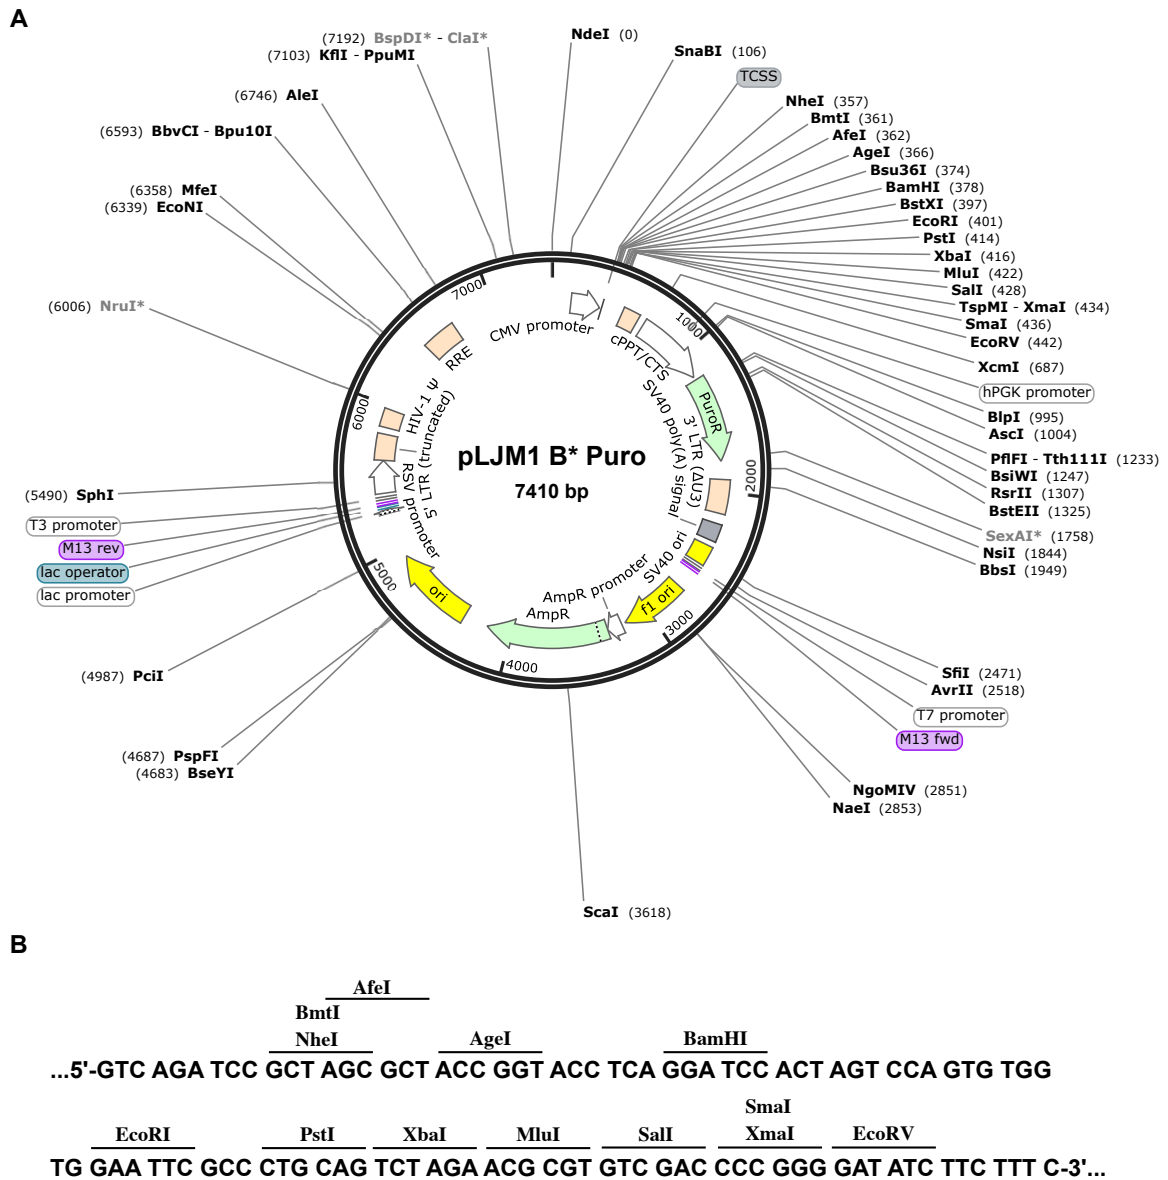 A
(7192) BspDI* - ClaI*
(7103) KflI - PpuMI
(6746) AleI
(6593) BbvCI - Bpu10I
(6358) MfeI
(6339) EcoNI
(6006) NruI*
(5490) SphI
T3 promoter
M13 rev
lac operator
lac promoter
(4987) PciI
(4687) PspFI
(4683) BseYI
NdeI (0)
SnaBI (106)
TCSS
NheI (357)
BmtI (361)
AfeI (362)
AgeI (366)
Bsu36I (374)
BamHI (378)
BstXI (397)
EcoRI (401)
PstI (414)
XbaI (416)
MluI (422)
SalI (428)
TspMI - XmaI (434)
SmaI (436)
EcoRV (442)
XcmI (687)
hPGK promoter
BlpI (995)
AscI (1004)
PflFI - Tth111I (1233)
BsiWI (1247)
RsrII (1307)
BstEII (1325)
SexAI* (1758)
NsiI (1844)
BbsI (1949)
SfiI (2471)
AvrII (2518)
T7 promoter
M13 fwd
NgoMIV (2851)
NaeI (2853)
ScaI (3618)
1000
2000
3000
4000
5000
6000
7000
CMV promoter
cPPT/CTS
PuroR
3' LTR (ΔU3)
SV40 poly(A) signal
SV40 ori
f1 ori
AmpR promoter
AmpR
ori
RSV promoter
5' LTR (truncated)
HIV-1 Ψ
RRE
pLJM1 B* Puro
7410 bp
B
AfeI
BmtI
NheI AgeI BamHI
...5'-GTC AGA TCC GCT AGC GCT ACC GGT ACC TCA GGA TCC ACT AGT CCA GTG TGG
SmaI
EcoRI PstI XbaI MluI SalI XmaI EcoRV
TG GAA TTC GCC CTG CAG TCT AGA ACG CGT GTC GAC CCC GGG GAT ATC TTC TTT C-3'...